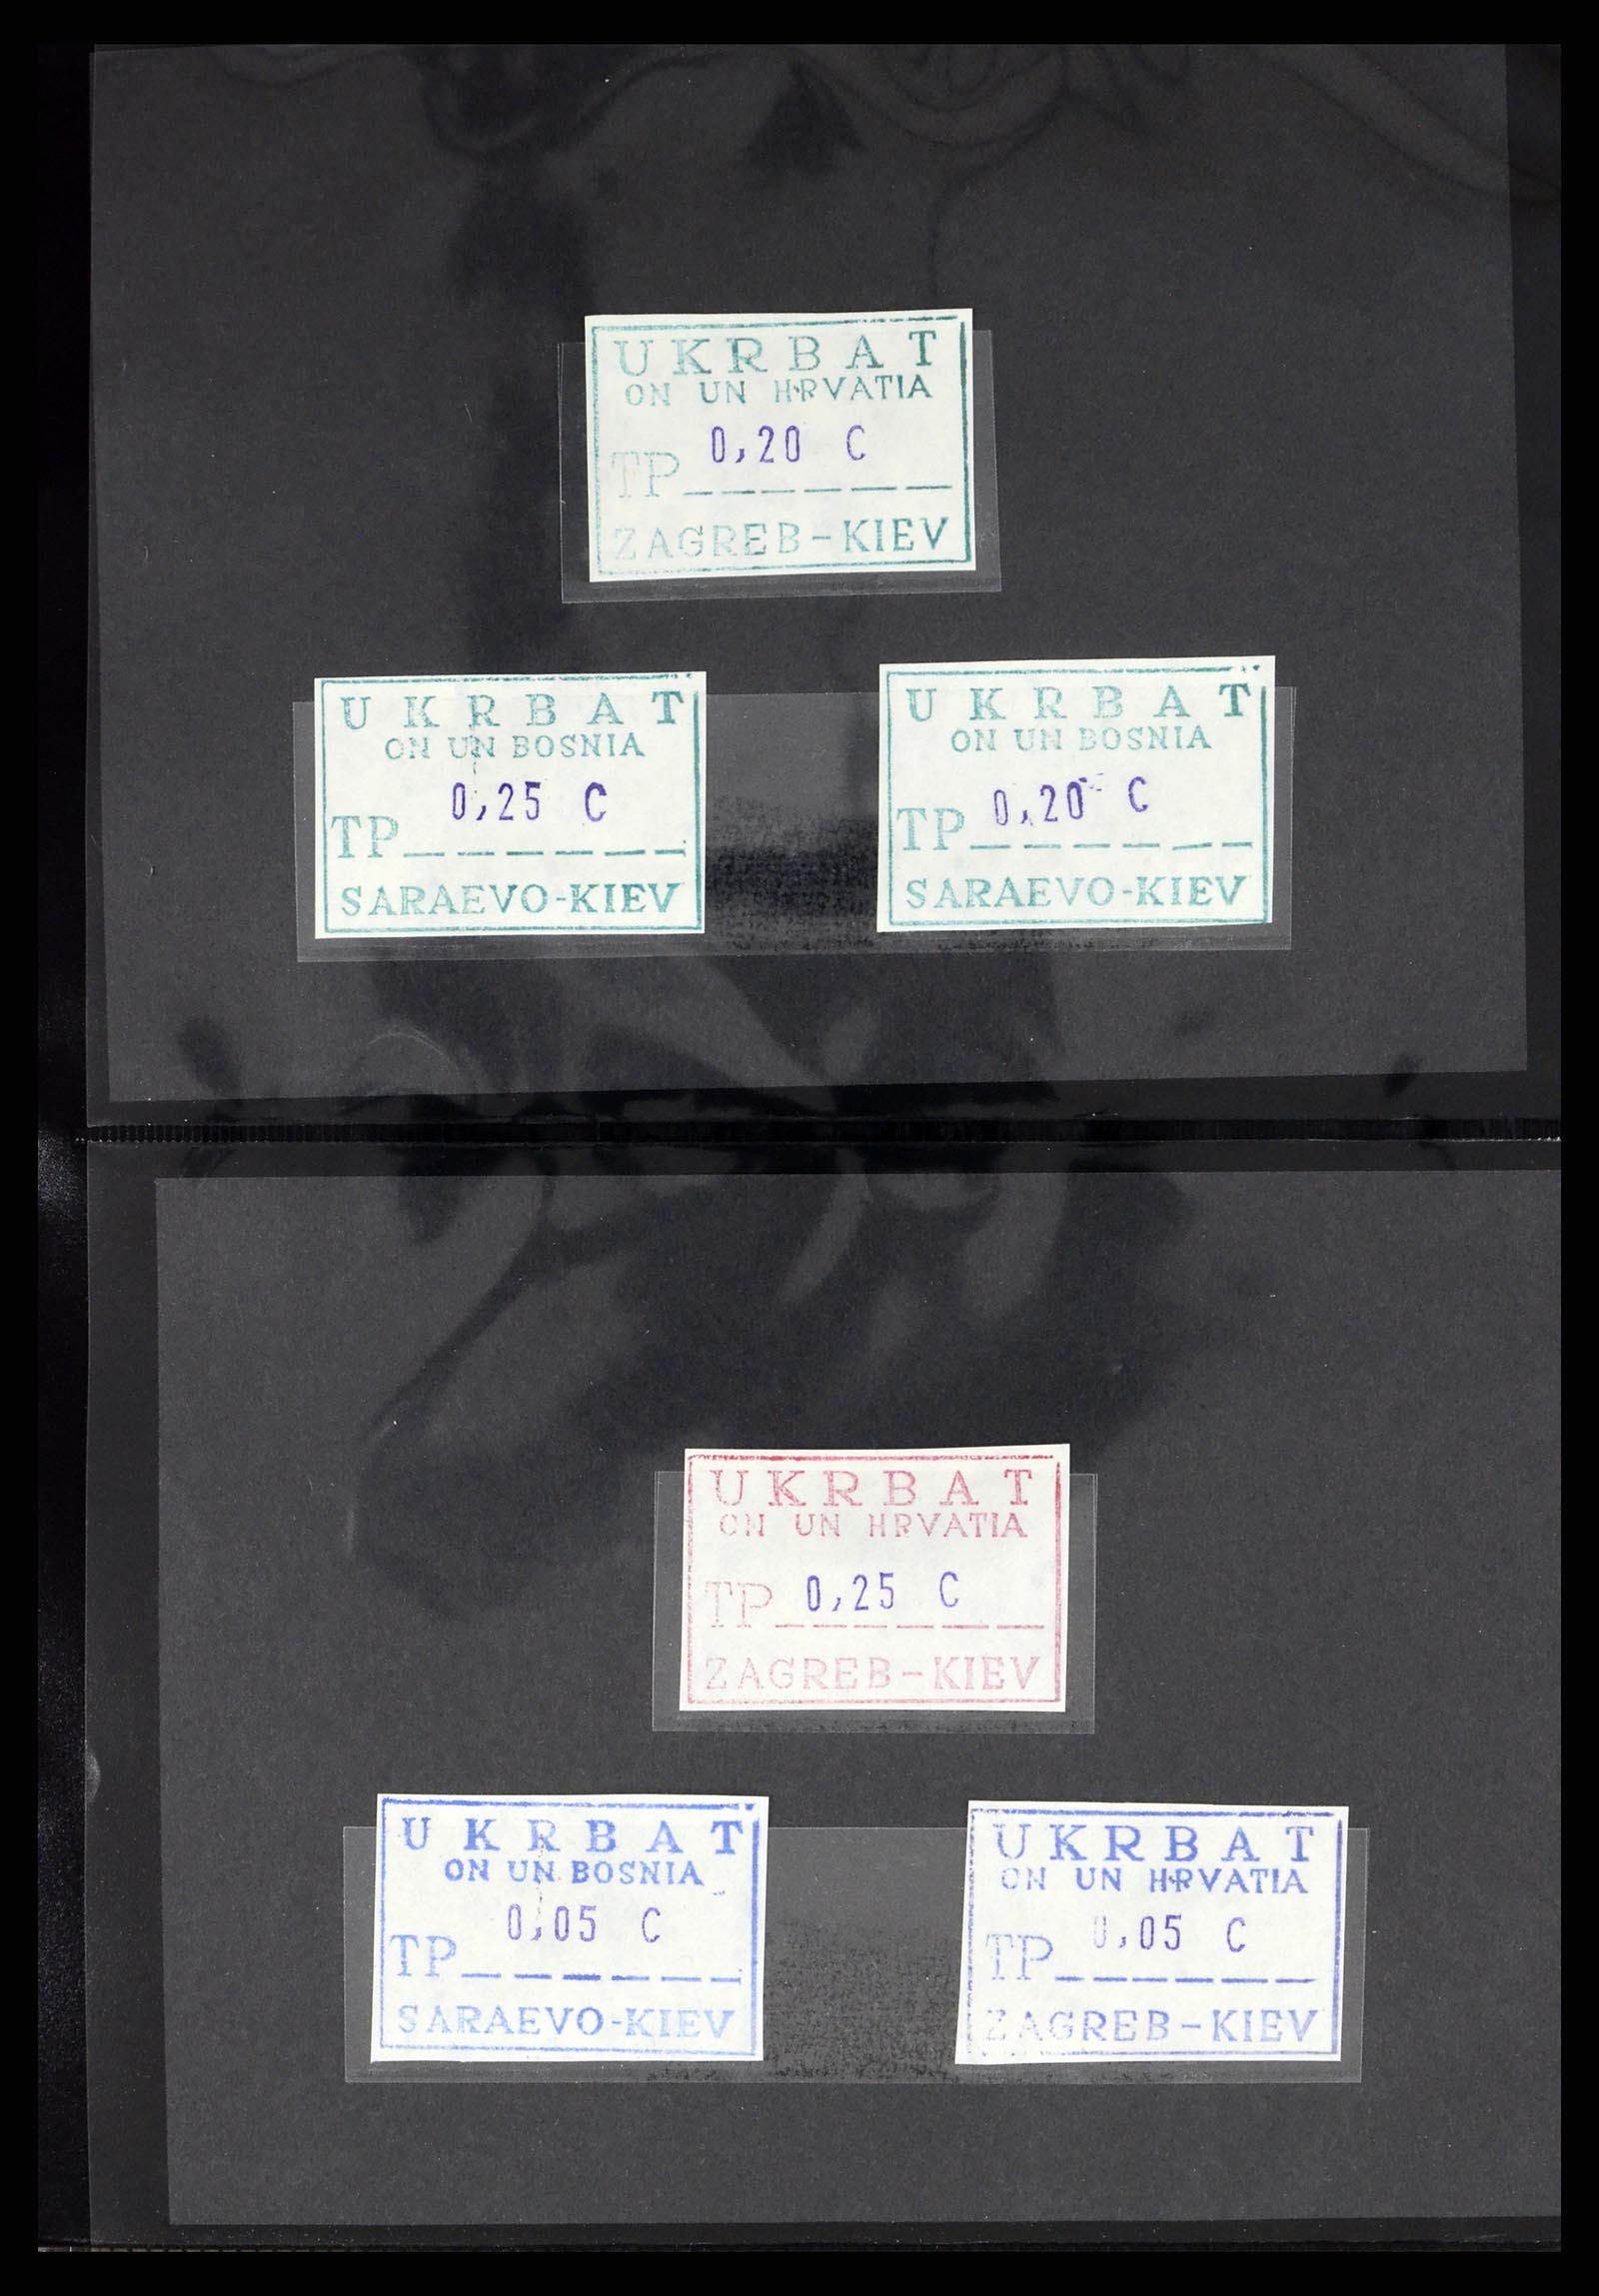 UKRBAT
ON UN HRVATIA
0,20 C
TP
ZAGREB-KIEV
UKRBAT
ON UN BOSNIA
0,25 C
TP
SARAEVO-KIEV
UKRBAT
ON UN BOSNIA
0,20 C
TP
SARAEVO-KIEV
UKRBAT
ON UN HRVATIA
TP 0,25 C
ZAGREB-KIEV
UKRBAT
ON UN BOSNIA
0,05 C
TP
SARAEVO-KIEV
UKRBAT
ON UN HRVATIA
0,05 C
TP
ZAGREB-KIEV